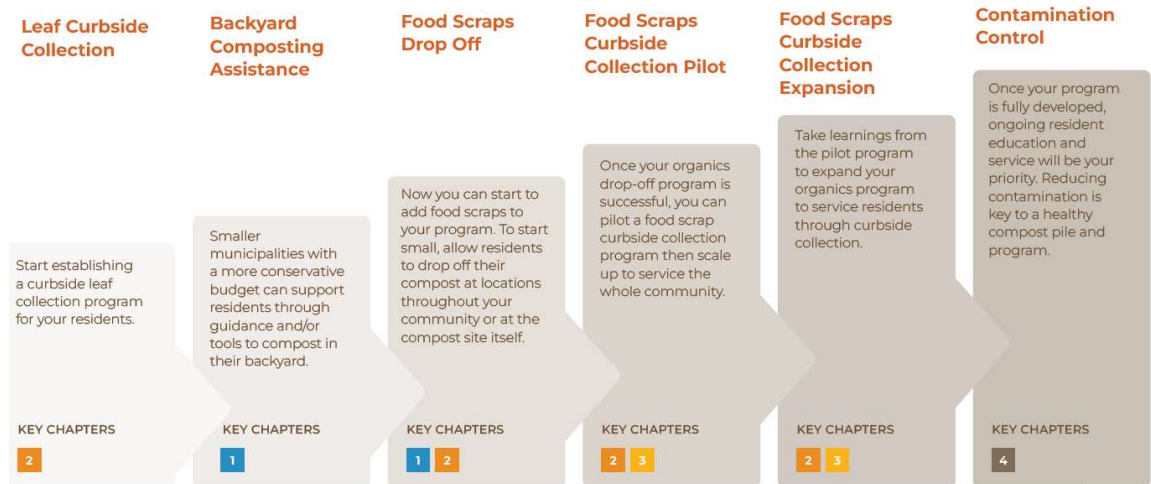 Leaf Curbside
Collection
Start establishing
a curbside leaf
collection program
for your residents.
KEY CHAPTERS
2
Backyard
Composting
Assistance
Smaller
municipalities with
a more conservative
budget can support
residents through
guidance and/or
tools to compost in
their backyard.
KEY CHAPTERS
1
Food Scraps
Drop Off
Now you can start to
add food scraps to
your program. To start
small, allow residents
to drop off their
compost at locations
throughout your
community or at the
compost site itself.
KEY CHAPTERS
1 2
Food Scraps
Curbside
Collection Pilot
Once your organics
drop-off program is
successful, you can
pilot a food scrap
curbside collection
program then scale
up to service the
whole community.
KEY CHAPTERS
2 3
Food Scraps
Curbside
Collection
Expansion
Take learnings from
the pilot program
to expand your
organics program
to service residents
through curbside
collection.
KEY CHAPTERS
2 3
Contamination
Control
Once your program
is fully developed,
ongoing resident
education and
service will be your
priority. Reducing
contamination is
key to a healthy
compost pile and
program.
KEY CHAPTERS
4